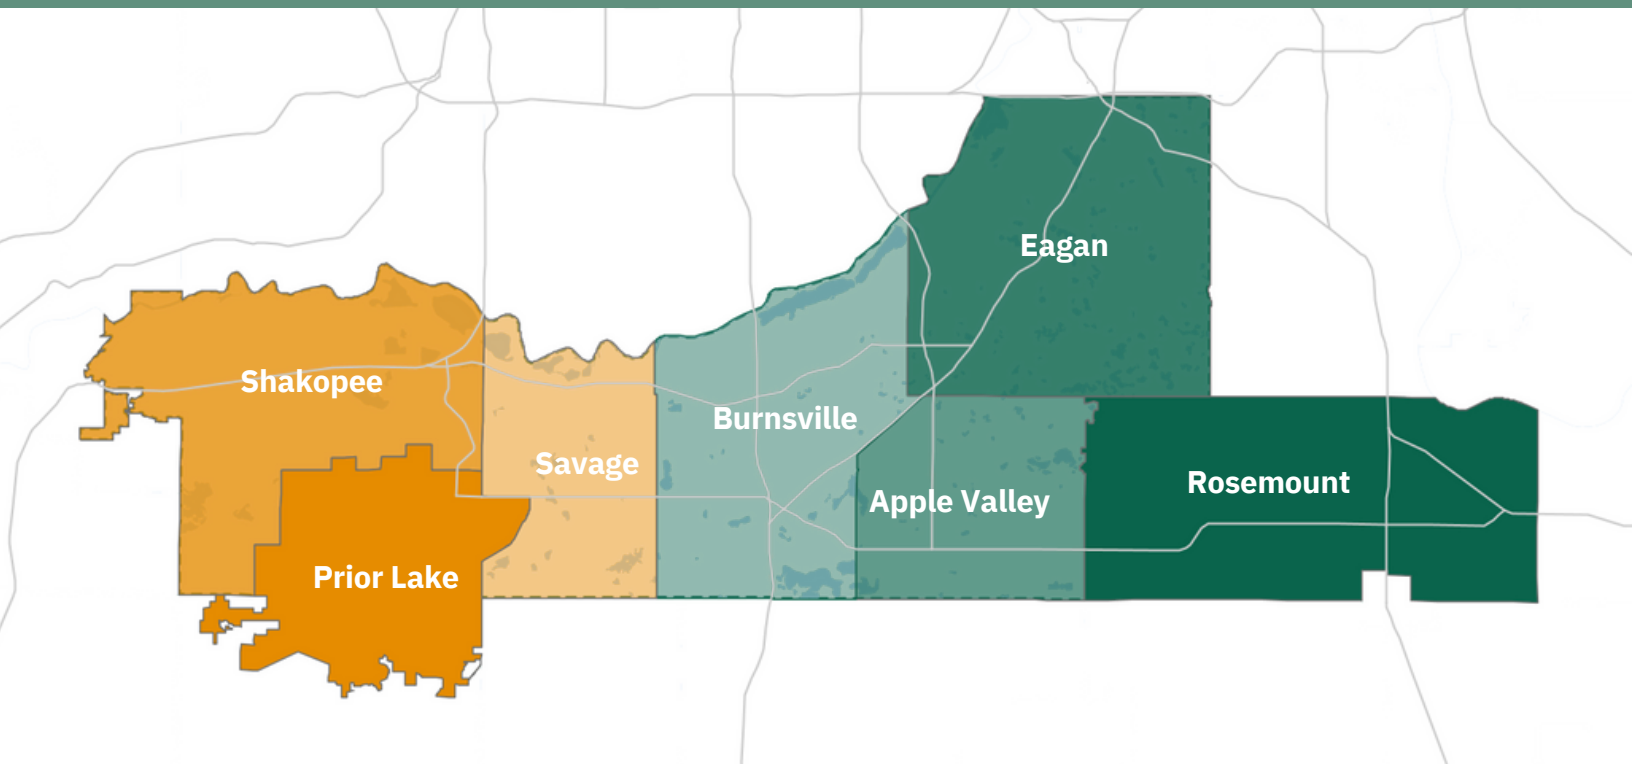 Eagan
Shakopee
Burnsville
Savage
Rosemount
Apple Valley
Prior Lake